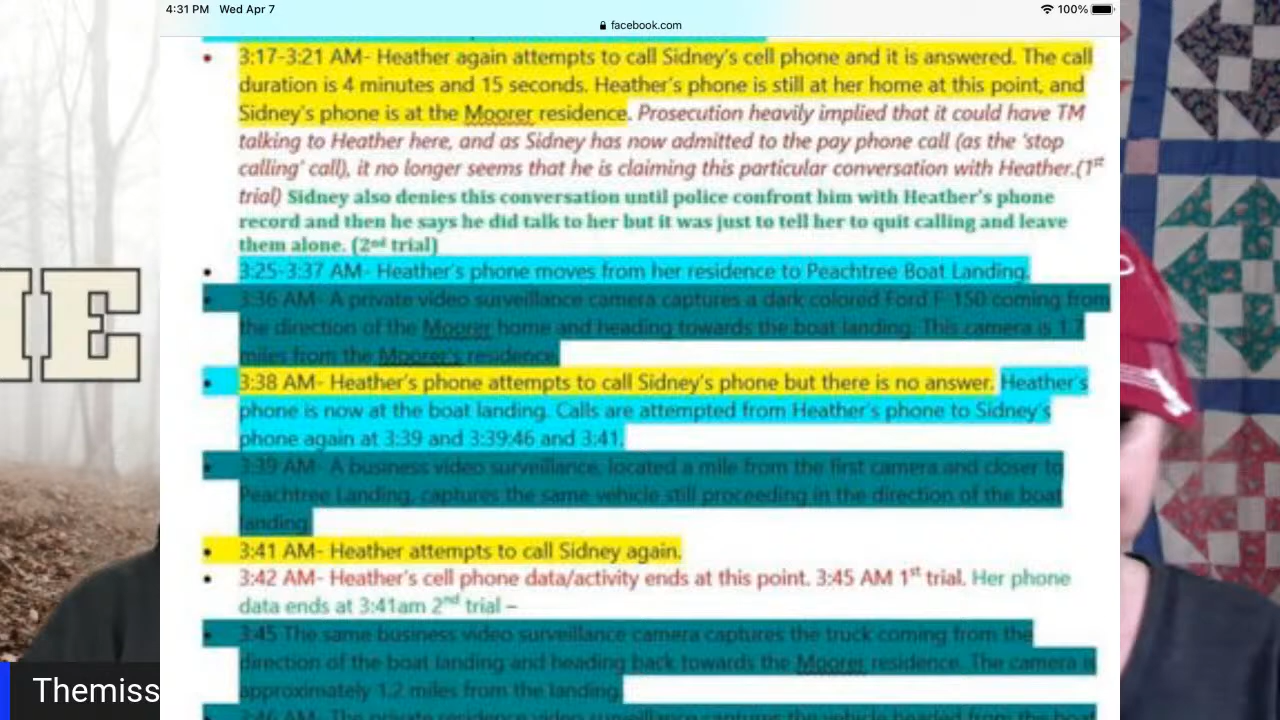 4:31 PM Wed Apr 7
100%
facebook.com
3:17-3:21 AM- Heather again attempts to call Sidney's cell phone and it is answered. The call
duration is 4 minutes and 15 seconds. Heather's phone is still at her home at this point, and
Sidney's phone is at the Moorer residence. Prosecution heavily implied that it could have TM
talking to Heather here, and as Sidney has now admitted to the pay phone call (as the 'stop
calling' call), it no longer seems that he is claiming this particular conversation with Heather.(1st
trial) Sidney also denies this conversation until police confront him with Heather's phone
record and then he says he did talk to her but it was just to tell her to quit calling and leave
them alone. (2nd trial)
3:25-3:37 AM- Heather's phone moves from her residence to Peachtree Boat Landing.
3:36 AM- A private video surveillance camera captures a dark colored Ford F-150 coming from
the direction of the Moorer home and heading towards the boat landing. This camera is 1.7
miles from the Moorer's residence.
3:38 AM- Heather's phone attempts to call Sidney's phone but there is no answer. Heather's
phone is now at the boat landing. Calls are attempted from Heather's phone to Sidney's
phone again at 3:39 and 3:39:46 and 3:41.
3:39 AM- A business video surveillance, located a mile from the first camera and closer to
Peachtree Landing, captures the same vehicle still proceeding in the direction of the boat
landing.
3:41 AM- Heather attempts to call Sidney again.
3:42 AM- Heather's cell phone data/activity ends at this point. 3:45 AM 1st trial. Her phone
data ends at 3:41am 2nd trial –
3:45 The same business video surveillance camera captures the truck coming from the
direction of the boat landing and heading back towards the Moorer residence. The camera is
approximately 1.2 miles from the landing.
3:46 AM- The private residence video surveillance captures the vehicle headed from the boat
IE
Themiss